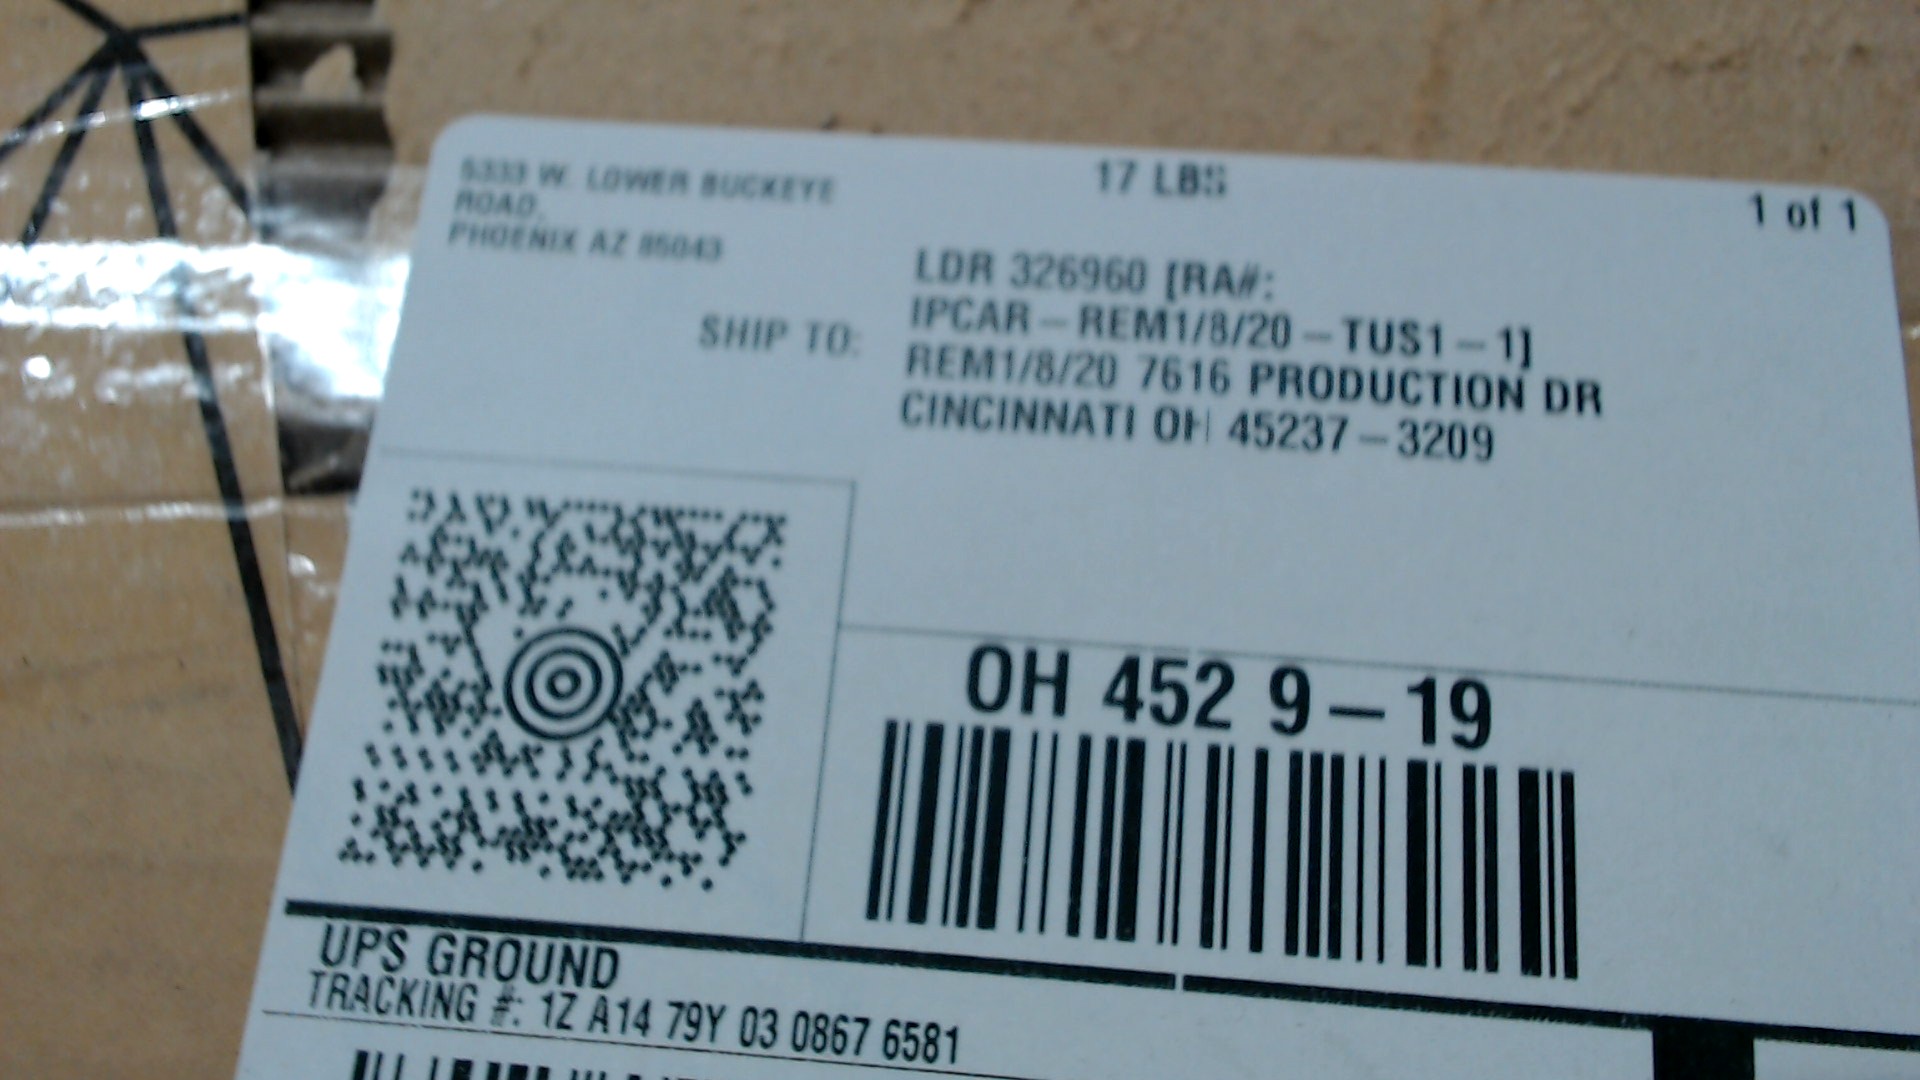 5333 W. LOWER BUCKEYE
ROAD,
PHOENIX AZ 85043
17 LBS
1 of 1
SHIP TO:
LDR 326960 [RA#:
IPCAR-REM1/8/20-TUS1-1]
REM1/8/20 7616 PRODUCTION DR
CINCINNATI OH 45237-3209
OH 452 9-19
UPS GROUND
TRACKING #: 1Z A14 79Y 03 0867 6581